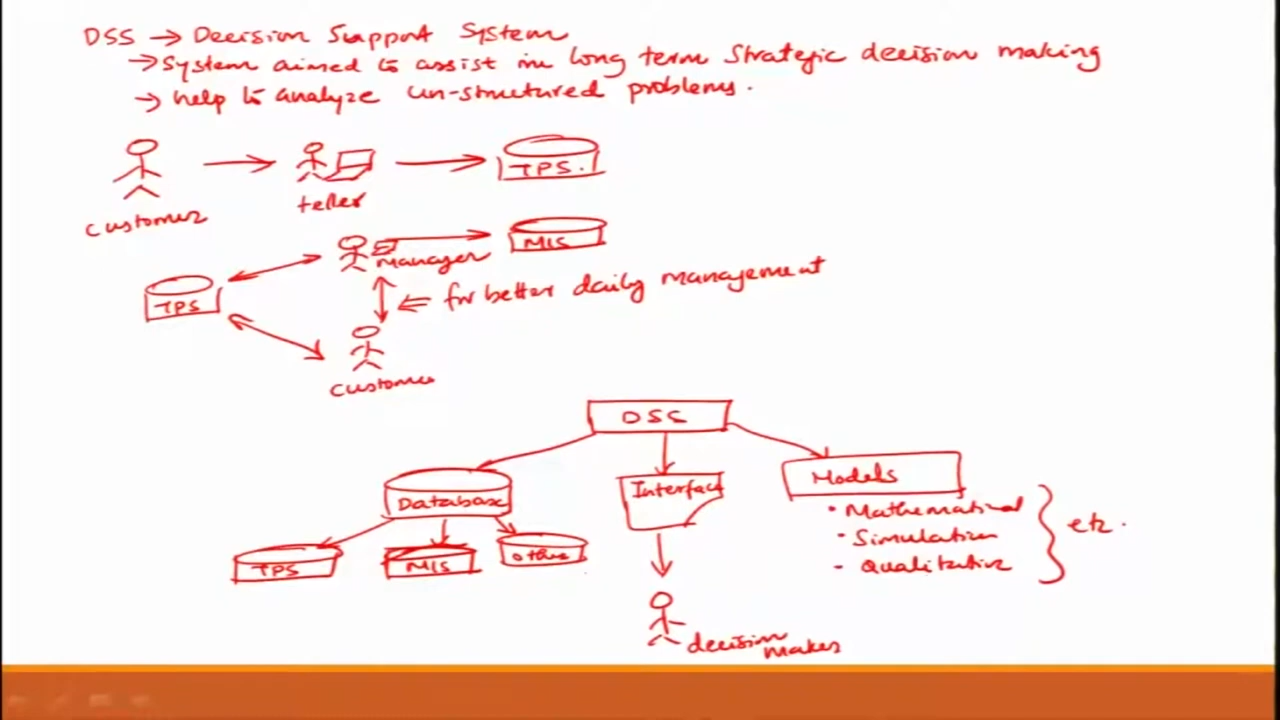 DSS → Decision Support System
→ System aimed to assist in long term Strategic decision making
→ help to analyze un-structured problems.
TPS.
customer
teller
MIS
Manager
⇐ for better daily management
TPS
customer
DSS
Database
Interface
Models
• Mathematical
• Simulation
- Qualitative
etc.
TPS
MIS
others
decision
maker